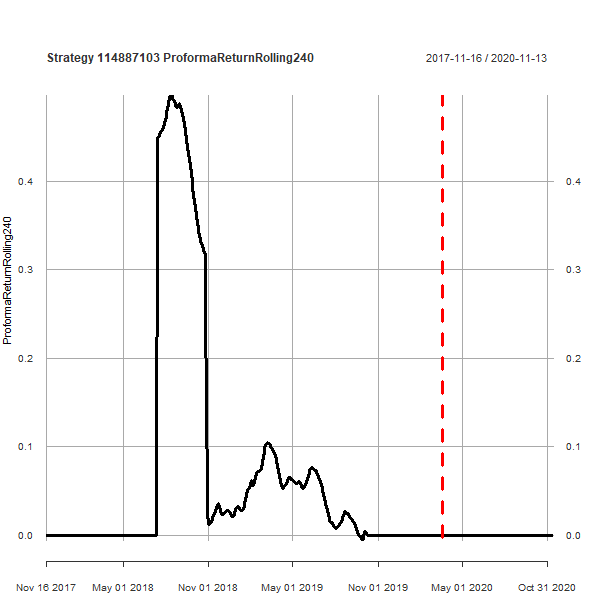 Strategy 114887103 ProformaReturnRolling240
2017-11-16 / 2020-11-13
ProformaReturnRolling240
0.4
0.4
0.3
0.3
0.2
0.2
0.1
0.1
0.0
0.0
Nov 16 2017
May 01 2018
Nov 01 2018
May 01 2019
Nov 01 2019
May 01 2020
Oct 31 2020